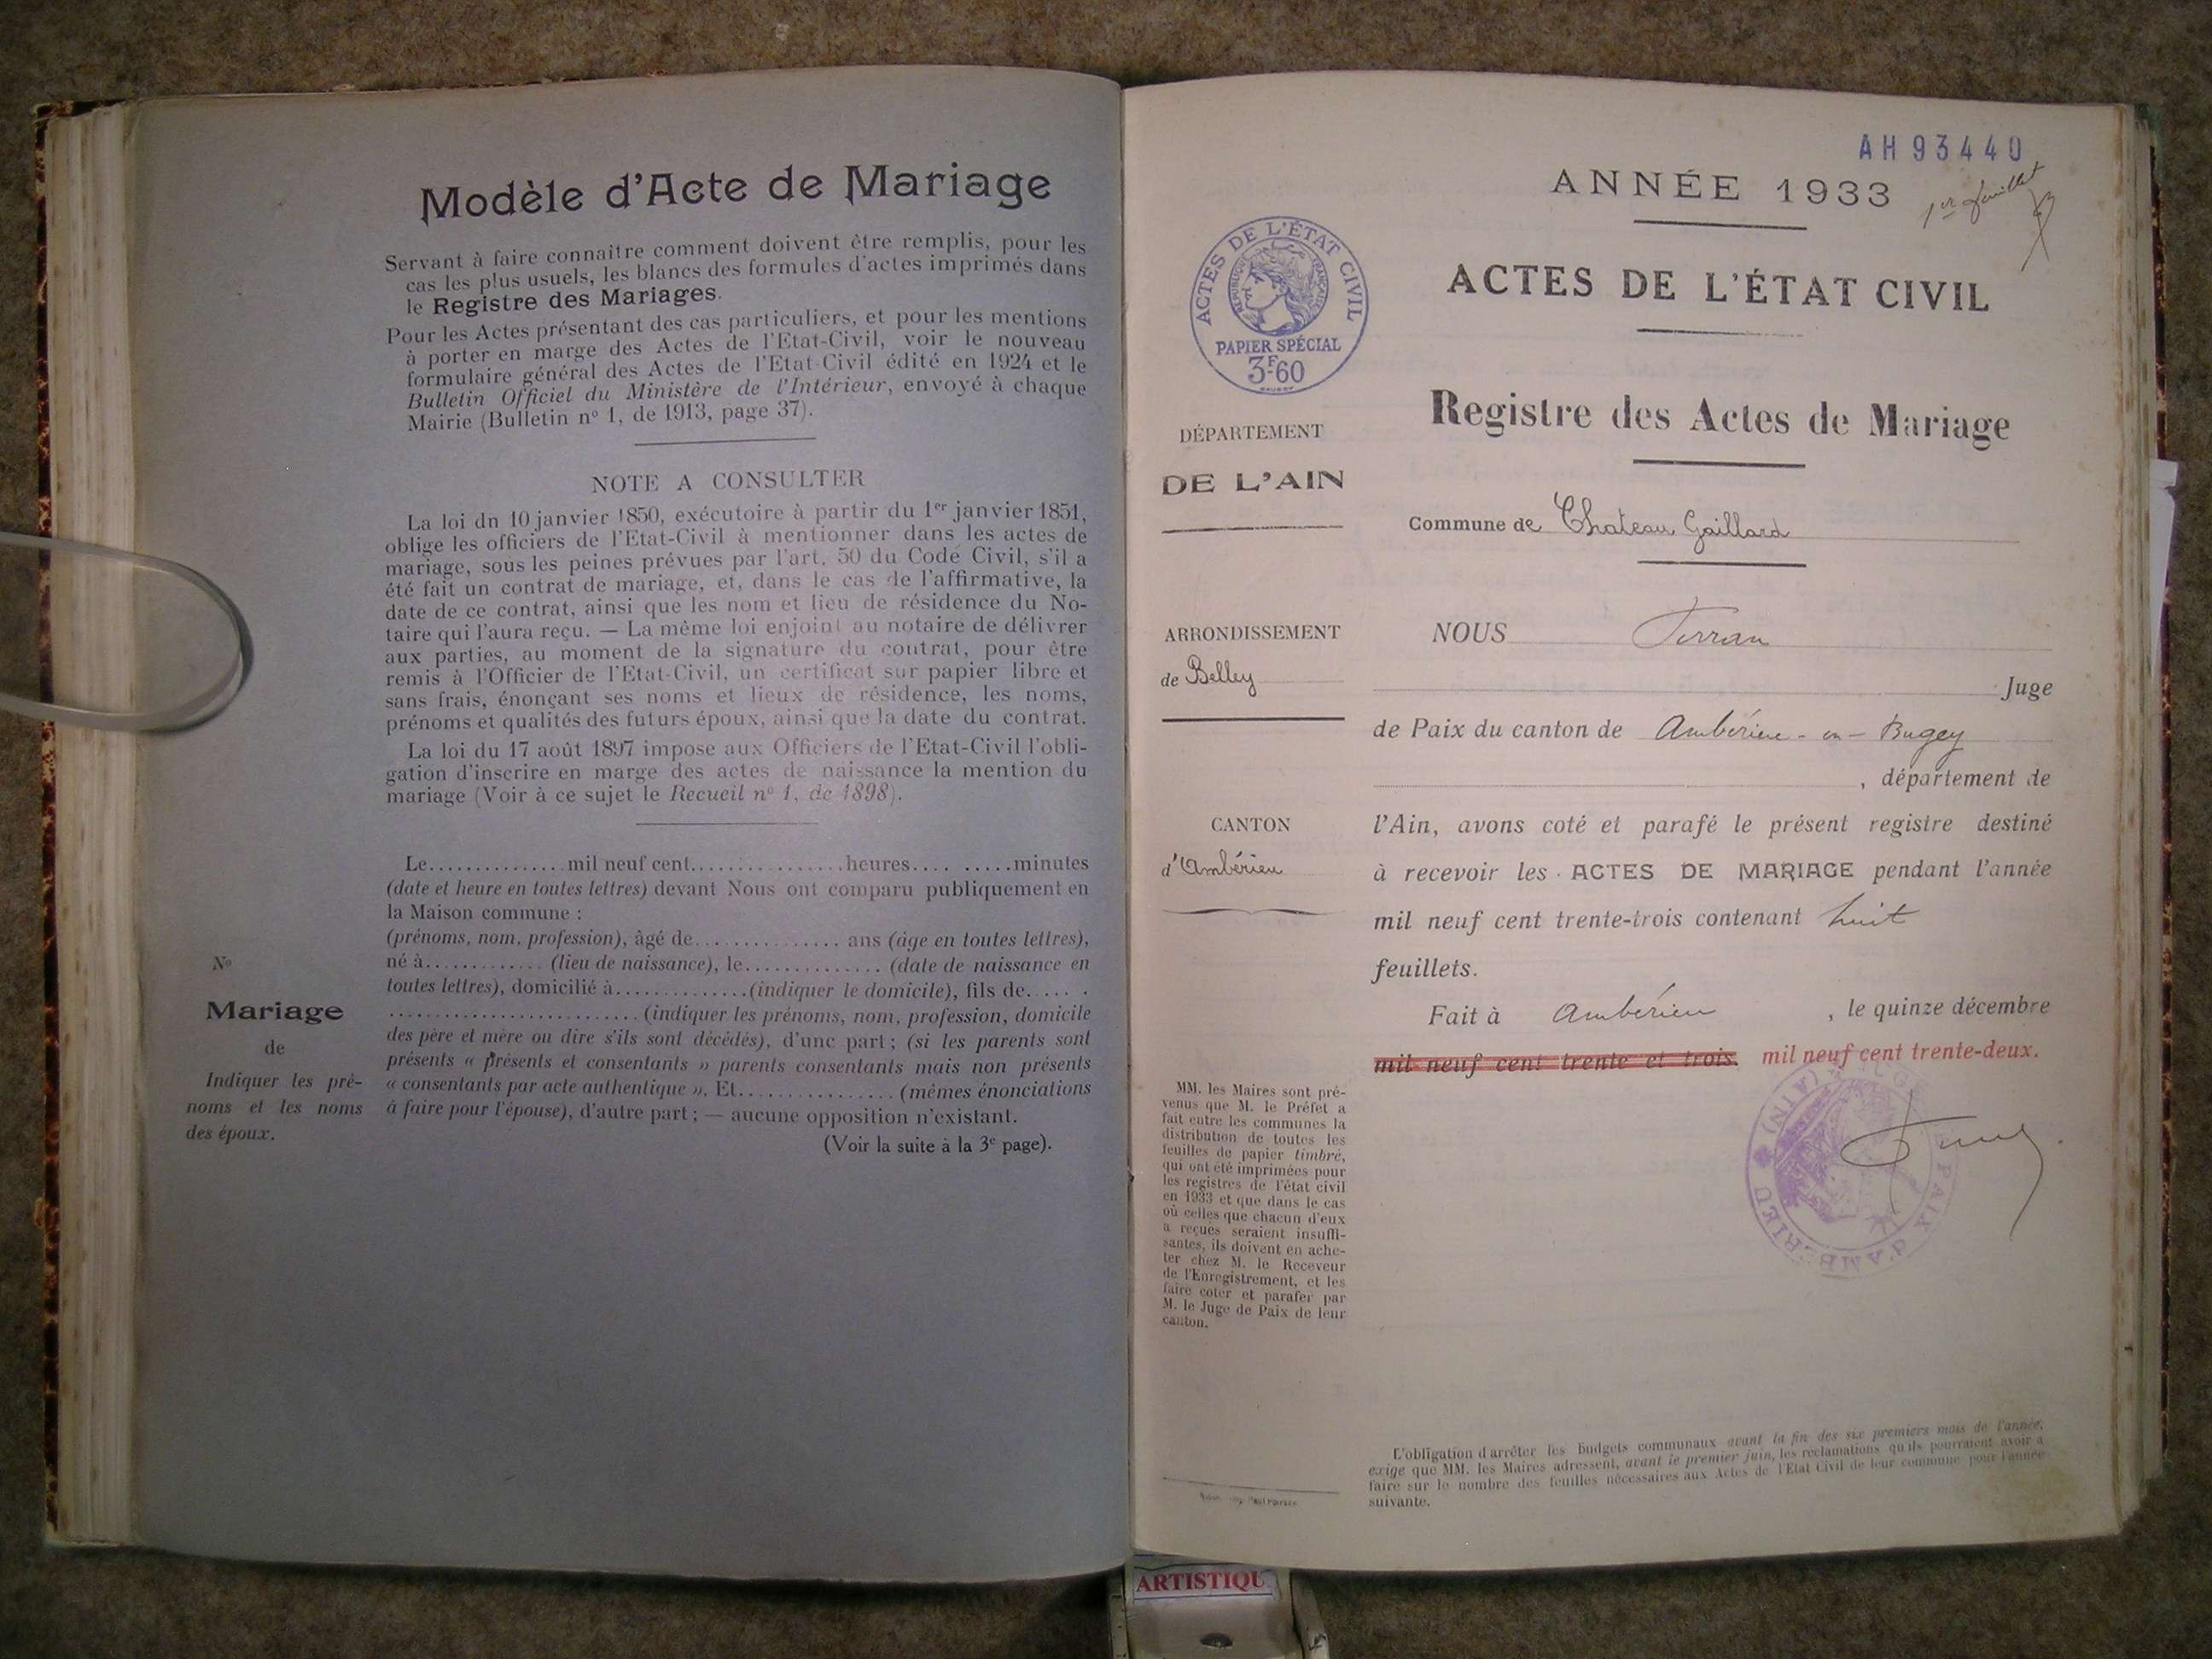 Modèle d'Acte de Mariage
Servant à faire connaître comment doivent être remplis, pour les
cas les plus usuels, les blancs des formules d'actes imprimés dans
le Registre des Mariages.
Pour les Actes présentant des cas particuliers, et pour les mentions
à porter en marge des Actes de l'Etat-Civil, voir le nouveau
formulaire général des Actes de l'Etat-Civil édité en 1924 et le
Bulletin Officiel du Ministère de l'Intérieur, envoyé à chaque
Mairie (Bulletin nº 1, de 1913, page 37).
NOTE A CONSULTER
La loi dn 10 janvier 1850, exécutoire à partir du 1er janvier 1851,
oblige les officiers de l'Etat-Civil à mentionner dans les actes de
mariage, sous les peines prévues par l'art. 50 du Code Civil, s'il a
été fait un contrat de mariage, et, dans le cas de l'affirmative, la
date de ce contrat, ainsi que les nom et lieu de résidence du No-
taire qui l'aura reçu. — La même loi enjoint au notaire de délivrer
aux parties, au moment de la signature du contrat, pour être
remis à l'Officier de l'Etat-Civil, un certificat sur papier libre et
sans frais, énonçant ses noms et lieux de résidence, les noms,
prénoms et qualités des futurs époux, ainsi que la date du contrat.
La loi du 17 août 1897 impose aux Officiers de l'Etat-Civil l'obli-
gation d'inscrire en marge des actes de naissance la mention du
mariage (Voir à ce sujet le Recueil nº 1, de 1898).
Le.............. mil neuf cent................heures.... .....minutes
(date et heure en toutes lettres) devant Nous ont comparu publiquement en
la Maison commune :
(prénoms, nom, profession), âgé de................ ans (âge en toutes lettres),
né à............. (lieu de naissance), le............... (date de naissance en
toutes lettres), domicilié à..............(indiquer le domicile), fils de..... .
...........................(indiquer les prénoms, nom, profession, domicile
des père et mère ou dire s'ils sont décédés), d'une part ; (si les parents sont
présents « présents et consentants » parents consentants mais non présents
« consentants par acte authentique », Et................. (mêmes énonciations
à faire pour l'épouse), d'autre part ; — aucune opposition n'existant.
(Voir la suite à la 3e page).
Nº
Mariage
de
Indiquer les pré-
noms et les noms
des époux.
AH 93440
ANNÉE 1933
1er feuillet
ACTES DE L'ÉTAT CIVIL
RÉPUBLIQUE FRANÇAISE
PAPIER SPÉCIAL
3F60
ACTES DE L'ÉTAT CIVIL
Registre des Actes de Mariage
DÉPARTEMENT
DE L'AIN
Commune de Chateau Gaillard
ARRONDISSEMENT
de Belley
CANTON
d'Ambérieu
NOUS
Juge
de Paix du canton de Ambérieu-en-Bugey
, département de
l'Ain, avons coté et parafé le présent registre destiné
à recevoir les ACTES DE MARIAGE pendant l'année
mil neuf cent trente-trois contenant huit
feuillets.
Fait à Ambérieu , le quinze décembre
mil neuf cent trente et trois. mil neuf cent trente-deux.
PAIX D'AMBÉRIEU (AIN)
MM. les Maires sont pré-
venus que M. le Préfet a
fait entre les communes la
distribution de toutes les
feuilles de papier timbré,
qui ont été imprimées pour
les registres de l'état civil
en 1933 et que dans le cas
où celles que chacun d'eux
a reçues seraient insuffi-
santes, ils doivent en ache-
ter chez M. le Receveur
de l'Enregistrement, et les
faire coter et parafer par
M. le Juge de Paix de leur
canton.
L'obligation d'arrêter les budgets communaux avant la fin des six premiers mois de l'année,
exige que MM. les Maires adressent, avant le premier juin, les réclamations qu'ils pourraient avoir à
faire sur le nombre des feuilles nécessaires aux Actes de l'Etat Civil de leur commune pour l'année
suivante.
ARTISTIQU